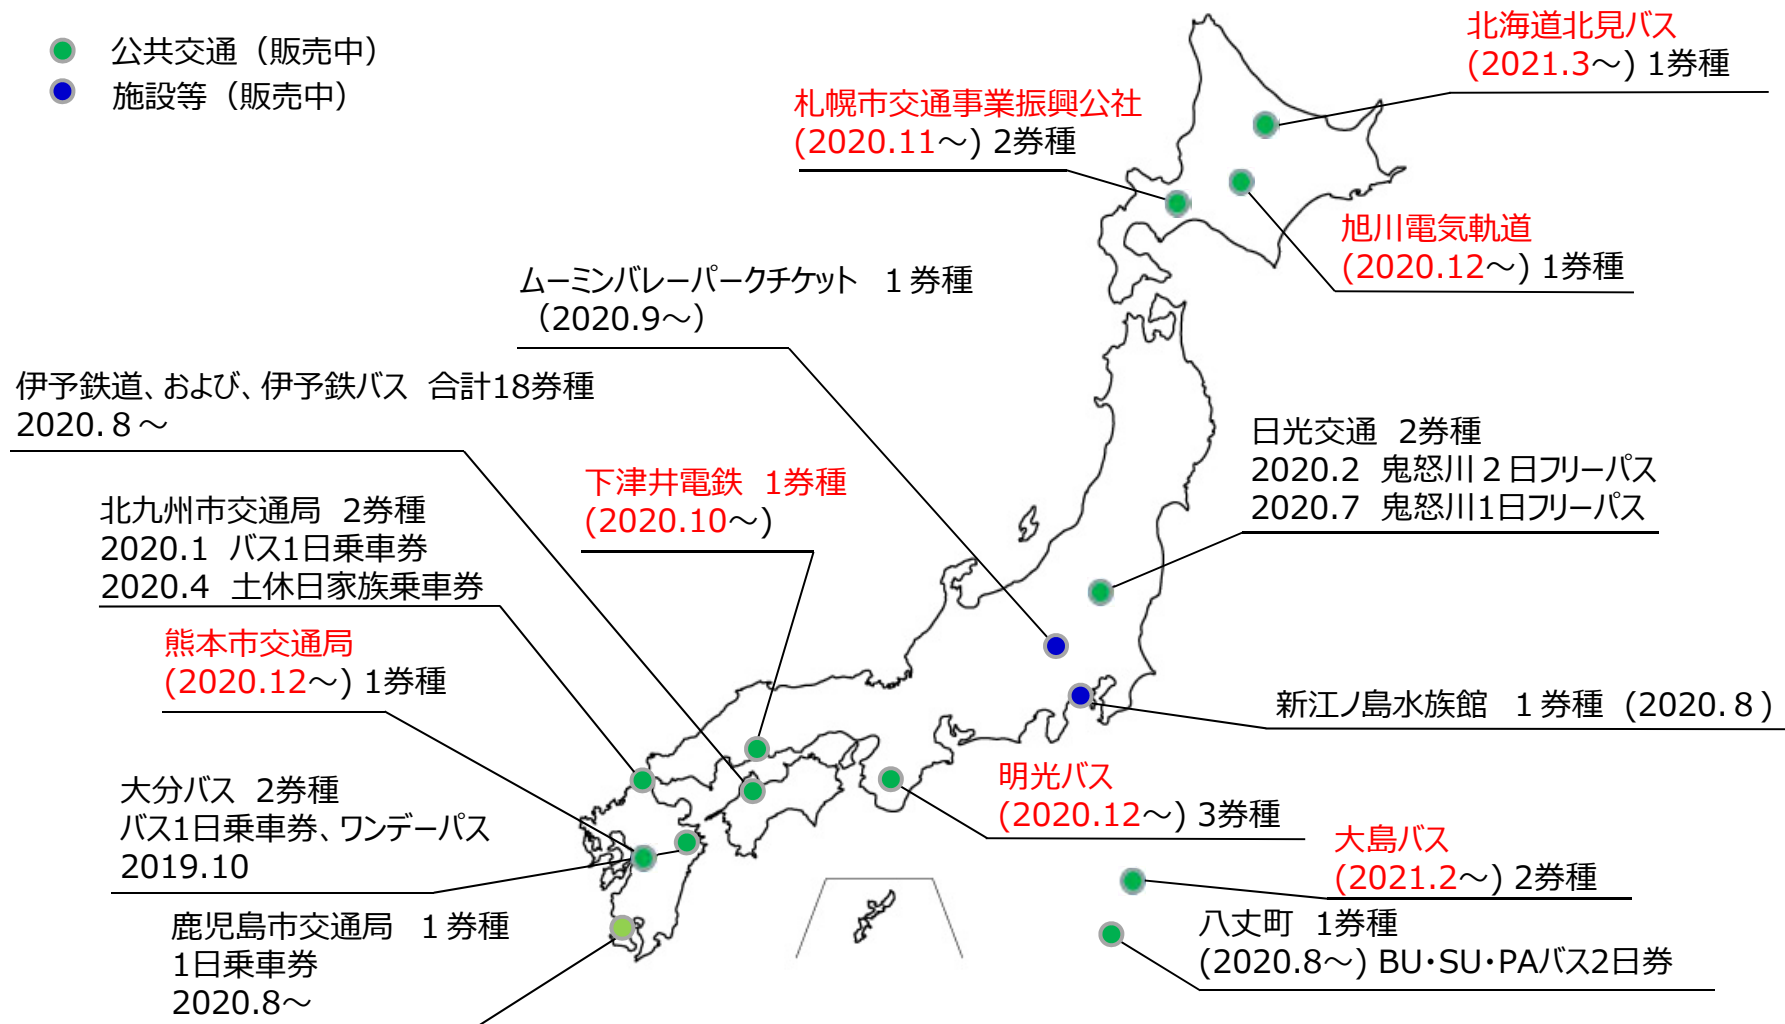 公共交通（販売中）
施設等（販売中）
北海道北見バス
(2021.3～) 1券種
札幌市交通事業振興公社
(2020.11～) 2券種
旭川電気軌道
(2020.12～) 1券種
ムーミンバレーパークチケット　１券種
（2020.9～）
伊予鉄道、および、伊予鉄バス 合計18券種
2020.８～
日光交通 2券種
2020.2 鬼怒川２日フリーパス
2020.7 鬼怒川1日フリーパス
下津井電鉄 1券種
(2020.10～)
北九州市交通局 2券種
2020.1 バス1日乗車券
2020.4 土休日家族乗車券
熊本市交通局
(2020.12～) 1券種
新江ノ島水族館　１券種 (2020.８)
大分バス 2券種
バス1日乗車券、ワンデーパス
2019.10
明光バス
(2020.12～) 3券種
大島バス
(2021.2～) 2券種
鹿児島市交通局　１券種
1日乗車券
2020.8～
八丈町 1券種
(2020.8～) BU・SU・PAバス2日券